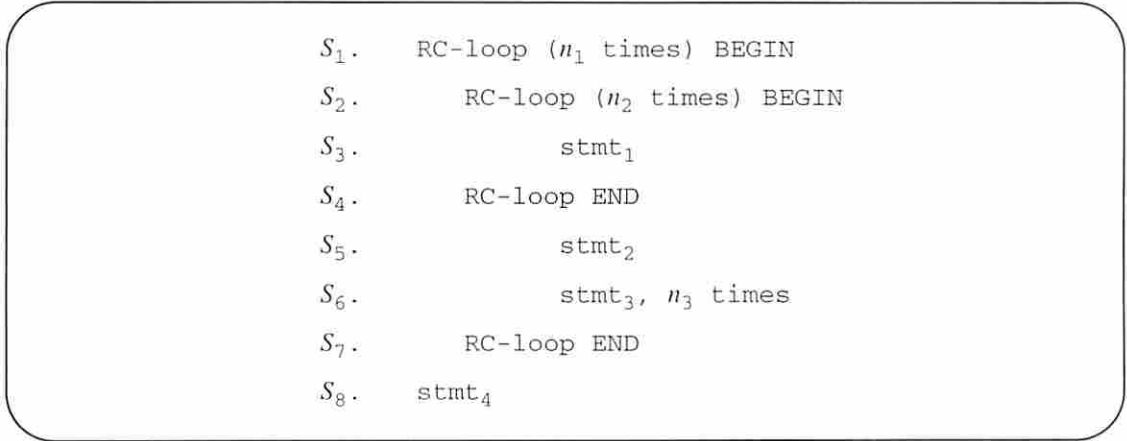 S₁. RC-loop (n₁ times) BEGIN
S₂. RC-loop (n₂ times) BEGIN
S₃. stmt₁
S₄. RC-loop END
S₅. stmt₂
S₆. stmt₃, n₃ times
S₇. RC-loop END
S₈. stmt₄